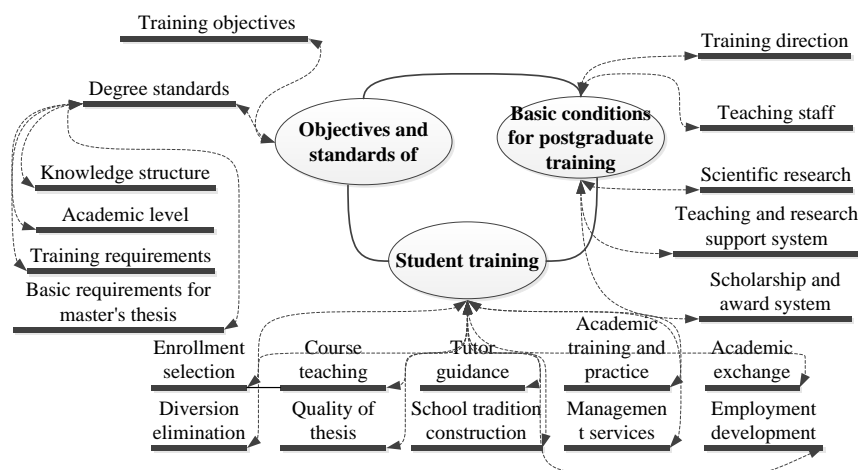 Training objectives
Degree standards
Knowledge structure
Academic level
Training requirements
Basic requirements for
master's thesis
Objectives and
standards of
Basic conditions
for postgraduate
training
Training direction
Teaching staff
Scientific research
Teaching and research
support system
Scholarship and
award system
Student training
Enrollment
selection
Course
teaching
Tutor
guidance
Academic
training and
practice
Academic
exchange
Diversion
elimination
Quality of
thesis
School tradition
construction
Managemen
t services
Employment
development